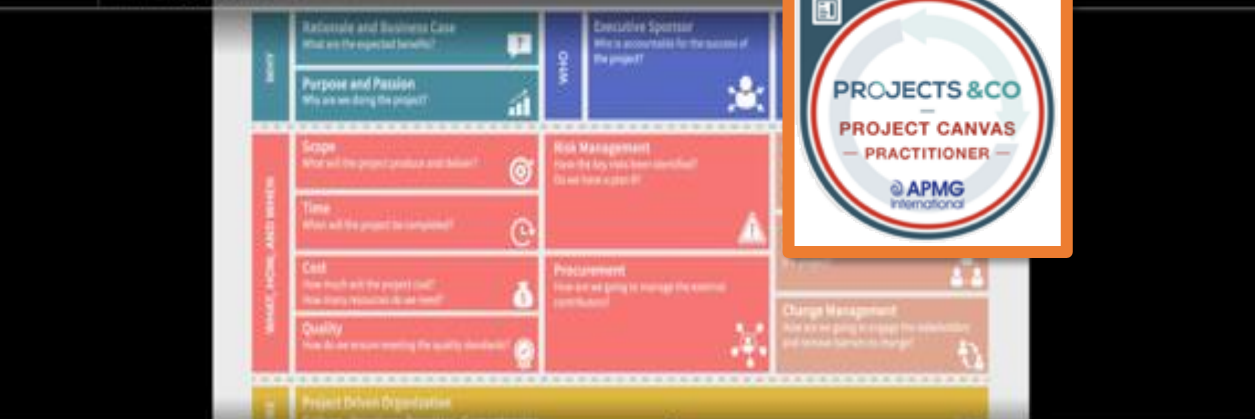 WHY
Rationale and Business Case
What are the expected benefits?
Purpose and Passion
Why are we doing the project?
WHO
Executive Sponsor
Who is accountable for the success of
the project?
PROJECTS &CO
PROJECT CANVAS
— PRACTITIONER —
APMG
International
WHAT, HOW, AND WHEN
Scope
What will the project produce and deliver?
Time
When will the project be completed?
Cost
How much will the project cost?
How many resources do we need?
Quality
How do we ensure meeting the quality standards?
Risk Management
Have the key risks been identified?
Do we have a plan B?
Procurement
How are we going to manage the external
contributors?
Change Management
How are we going to engage the stakeholders
and remove barriers to change?
Project Driven Organization